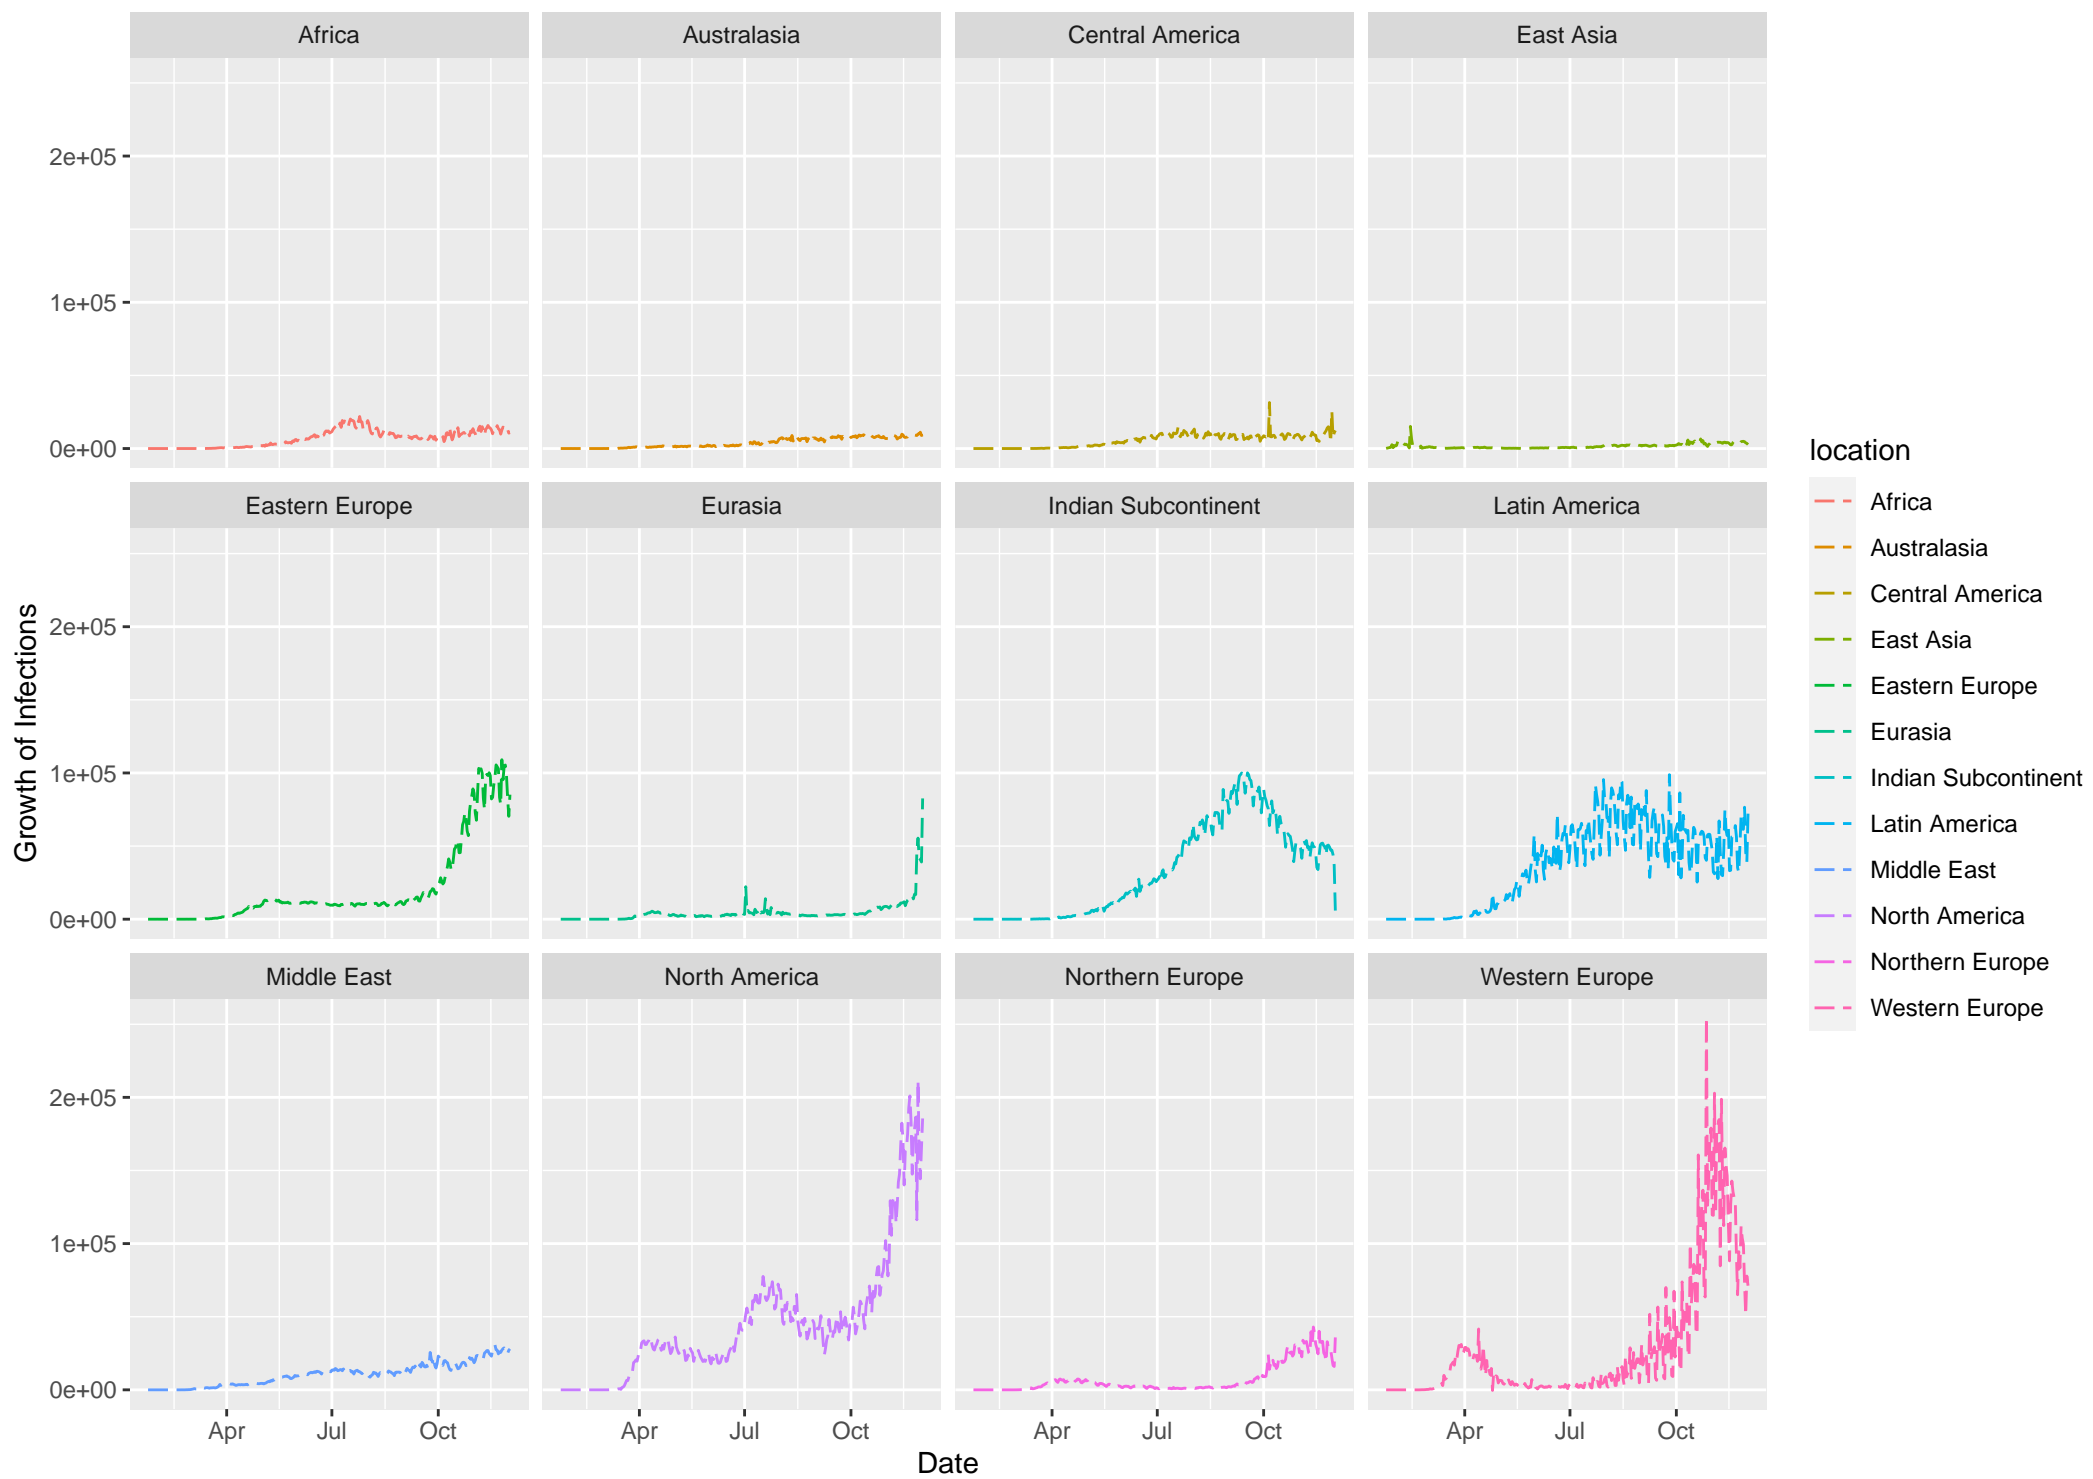 Africa
Australasia
Central America
East Asia
2e+05
1e+05
0e+00
Eastern Europe
Eurasia
Indian Subcontinent
Latin America
2e+05
1e+05
0e+00
Middle East
North America
Northern Europe
Western Europe
2e+05
1e+05
0e+00
Apr Jul Oct
Apr Jul Oct
Apr Jul Oct
Apr Jul Oct
Date
Growth of Infections
location
Africa
Australasia
Central America
East Asia
Eastern Europe
Eurasia
Indian Subcontinent
Latin America
Middle East
North America
Northern Europe
Western Europe